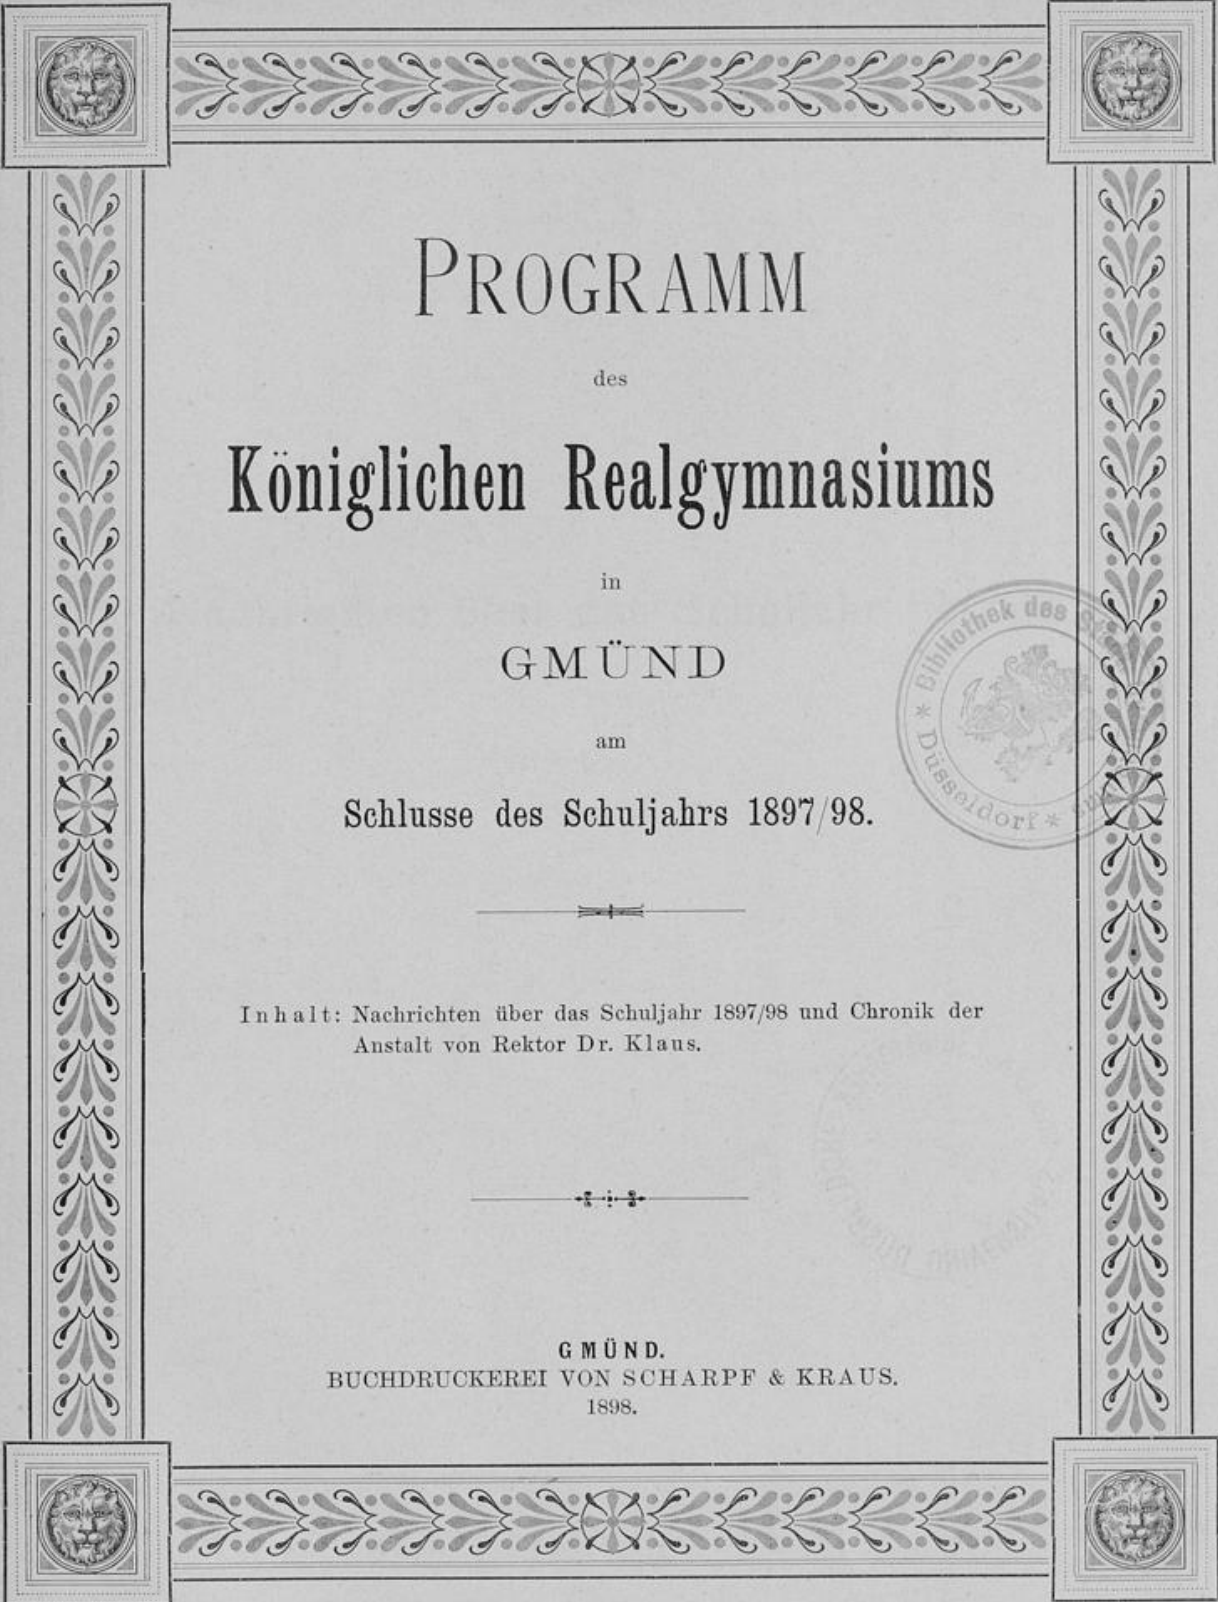 PROGRAMM
des
Königlichen Realgymnasiums
in
GMÜND
am
Schlusse des Schuljahrs 1897/98.
Bibliothek des
Düsseldorf
Inhalt: Nachrichten über das Schuljahr 1897/98 und Chronik der
Anstalt von Rektor Dr. Klaus.
GMÜND.
BUCHDRUCKEREI VON SCHARPF & KRAUS.
1898.